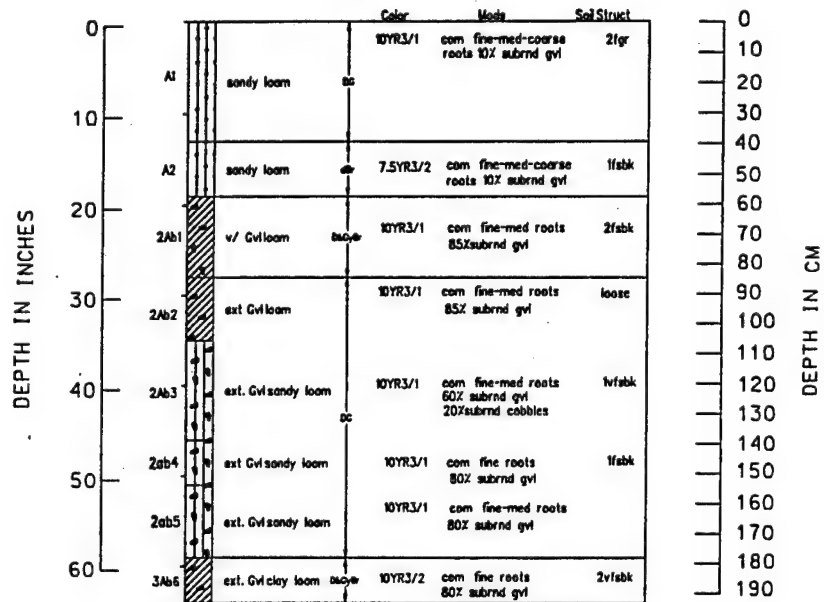 Color Mods Soil Struct
DEPTH IN INCHES
0
10
20
30
40
50
60
A1 sandy loam DG 10YR3/1 com fine-med-coarse 2fgr
roots 10% subrnd gvl
A2 sandy loam 7.5YR3/2 com fine-med-coarse 1fsbk
roots 10% subrnd gvl
2Ab1 v/ Gvl loam 10YR3/1 com fine-med roots 2fsbk
85%subrnd gvl
2Ab2 ext Gvl loam 10YR3/1 com fine-med roots loose
85% subrnd gvl
2Ab3 ext. Gvl sandy loam DG 10YR3/1 com fine-med roots 1vfsbk
60% subrnd gvl
20%subrnd cobbles
2ab4 ext Gvl sandy loam 10YR3/1 com fine roots 1fsbk
80% subrnd gvl
2ab5 ext. Gvl sandy loam 10YR3/1 com fine-med roots
80% subrnd gvl
3Ab6 ext. Gvl clay loam 10YR3/2 com fine roots 2vfsbk
80% subrnd gvl
0
10
20
30
40
50
60
70
80
90
100
110
120
130
140
150
160
170
180
190
DEPTH IN CM